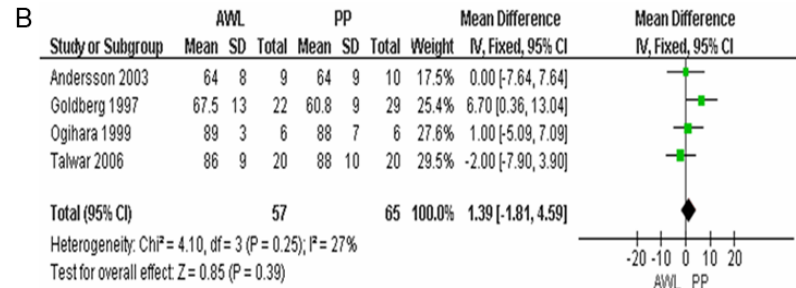 B
AWL PP Mean Difference Mean Difference
Study or Subgroup Mean SD Total Mean SD Total Weight IV, Fixed, 95% CI IV, Fixed, 95% CI
Andersson 2003 64 8 9 64 9 10 17.5% 0.00 [-7.64, 7.64]
Goldberg 1997 67.5 13 22 60.8 9 29 25.4% 6.70 [0.36, 13.04]
Ogihara 1999 89 3 6 88 7 6 27.6% 1.00 [-5.09, 7.09]
Talwar 2006 86 9 20 88 10 20 29.5% -2.00 [-7.90, 3.90]
Total (95% CI) 57 65 100.0% 1.39 [-1.81, 4.59]
Heterogeneity: Chi² = 4.10, df = 3 (P = 0.25); I² = 27%
Test for overall effect: Z = 0.85 (P = 0.39)
-20 -10 0 10 20
AWL PP